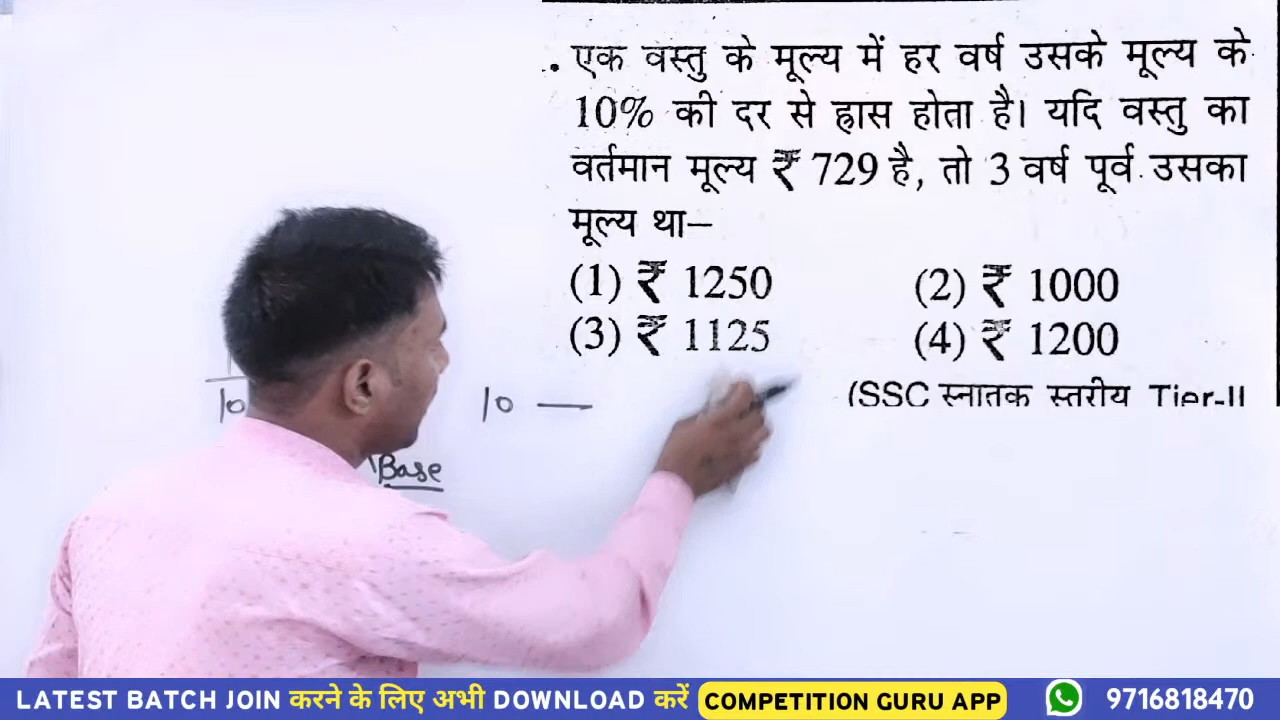 . एक वस्तु के मूल्य में हर वर्ष उसके मूल्य के
10% की दर से ह्रास होता है। यदि वस्तु का
वर्तमान मूल्य ₹ 729 है, तो 3 वर्ष पूर्व उसका
मूल्य था–
(1) ₹ 1250 (2) ₹ 1000
(3) ₹ 1125 (4) ₹ 1200
(SSC स्नातक स्तरीय Tier-II
10 10 —
Base
LATEST BATCH JOIN करने के लिए अभी DOWNLOAD करें COMPETITION GURU APP 9716818470